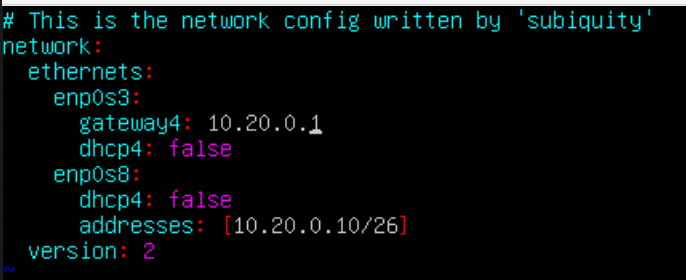 # This is the network config written by 'subiquity'
network:
  ethernets:
    enp0s3:
      gateway4: 10.20.0.1
      dhcp4: false
    enp0s8:
      dhcp4: false
      addresses: [10.20.0.10/26]
  version: 2
~